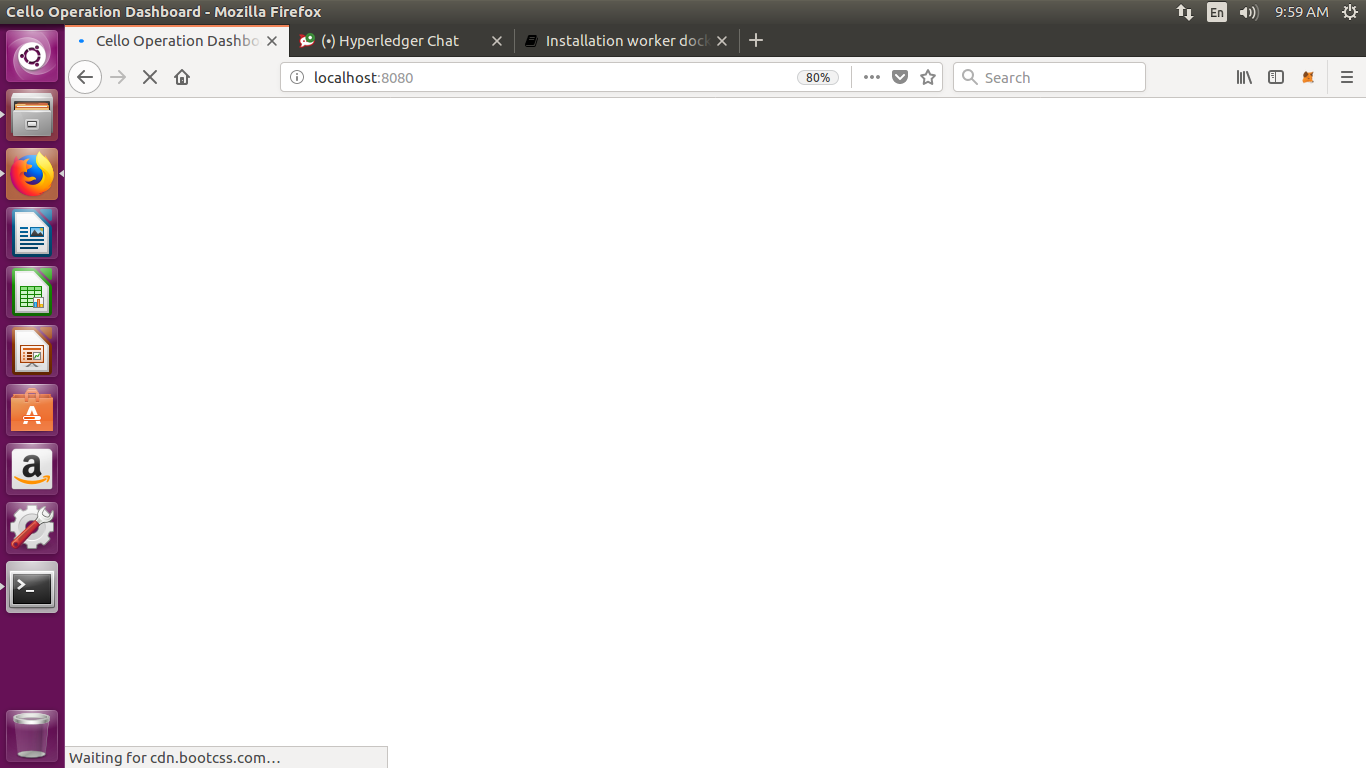 Cello Operation Dashboard - Mozilla Firefox
En
9:59 AM
Cello Operation Dashbo
(•) Hyperledger Chat
Installation worker dock
localhost:8080
80%
Search
Waiting for cdn.bootcss.com…